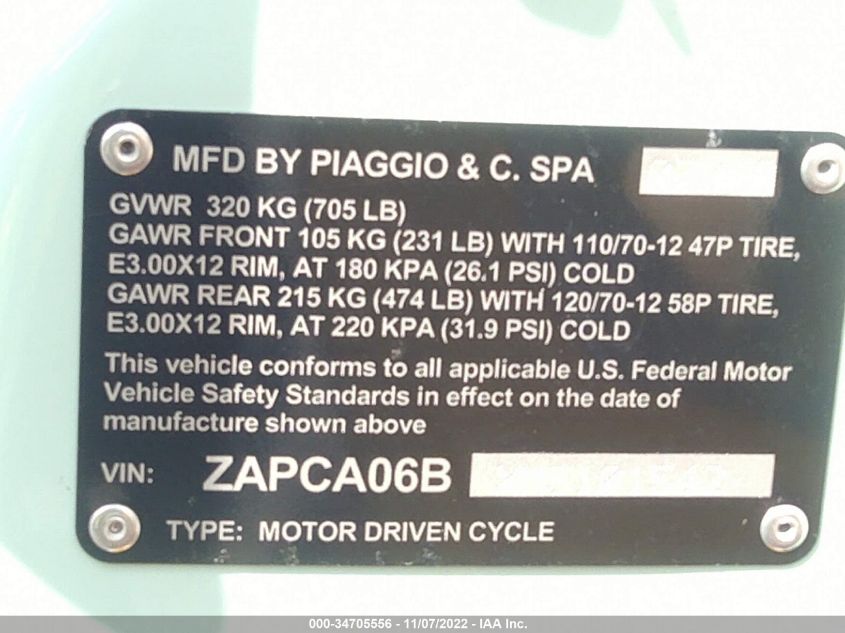 MFD BY PIAGGIO & C. SPA
GVWR 320 KG (705 LB)
GAWR FRONT 105 KG (231 LB) WITH 110/70-12 47P TIRE,
E3.00X12 RIM, AT 180 KPA (26.1 PSI) COLD
GAWR REAR 215 KG (474 LB) WITH 120/70-12 58P TIRE,
E3.00X12 RIM, AT 220 KPA (31.9 PSI) COLD
This vehicle conforms to all applicable U.S. Federal Motor
Vehicle Safety Standards in effect on the date of
manufacture shown above
VIN: ZAPCA06B
TYPE: MOTOR DRIVEN CYCLE
000-34705556 - 11/07/2022 - IAA Inc.